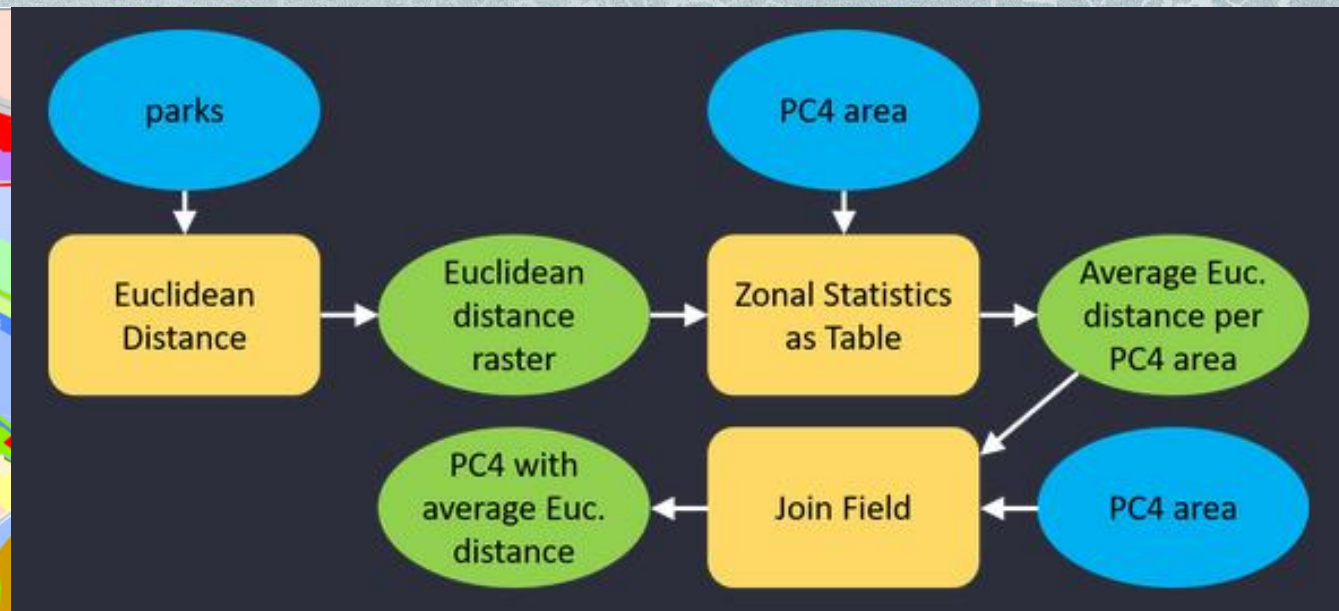 parks
PC4 area
Euclidean
Distance
Euclidean
distance
raster
Zonal Statistics
as Table
Average Euc.
distance per
PC4 area
PC4 with
average Euc.
distance
Join Field
PC4 area